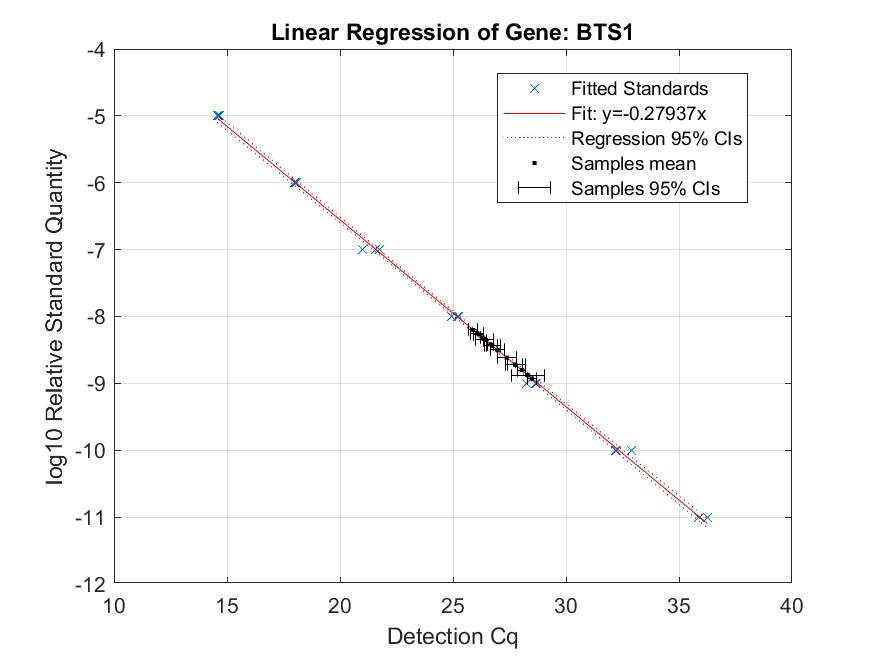 Linear Regression of Gene: BTS1
Fitted Standards
Fit: y=-0.27937x
Regression 95% CIs
Samples mean
Samples 95% CIs
log10 Relative Standard Quantity
-4
-5
-6
-7
-8
-9
-10
-11
-12
10
15
20
25
30
35
40
Detection Cq